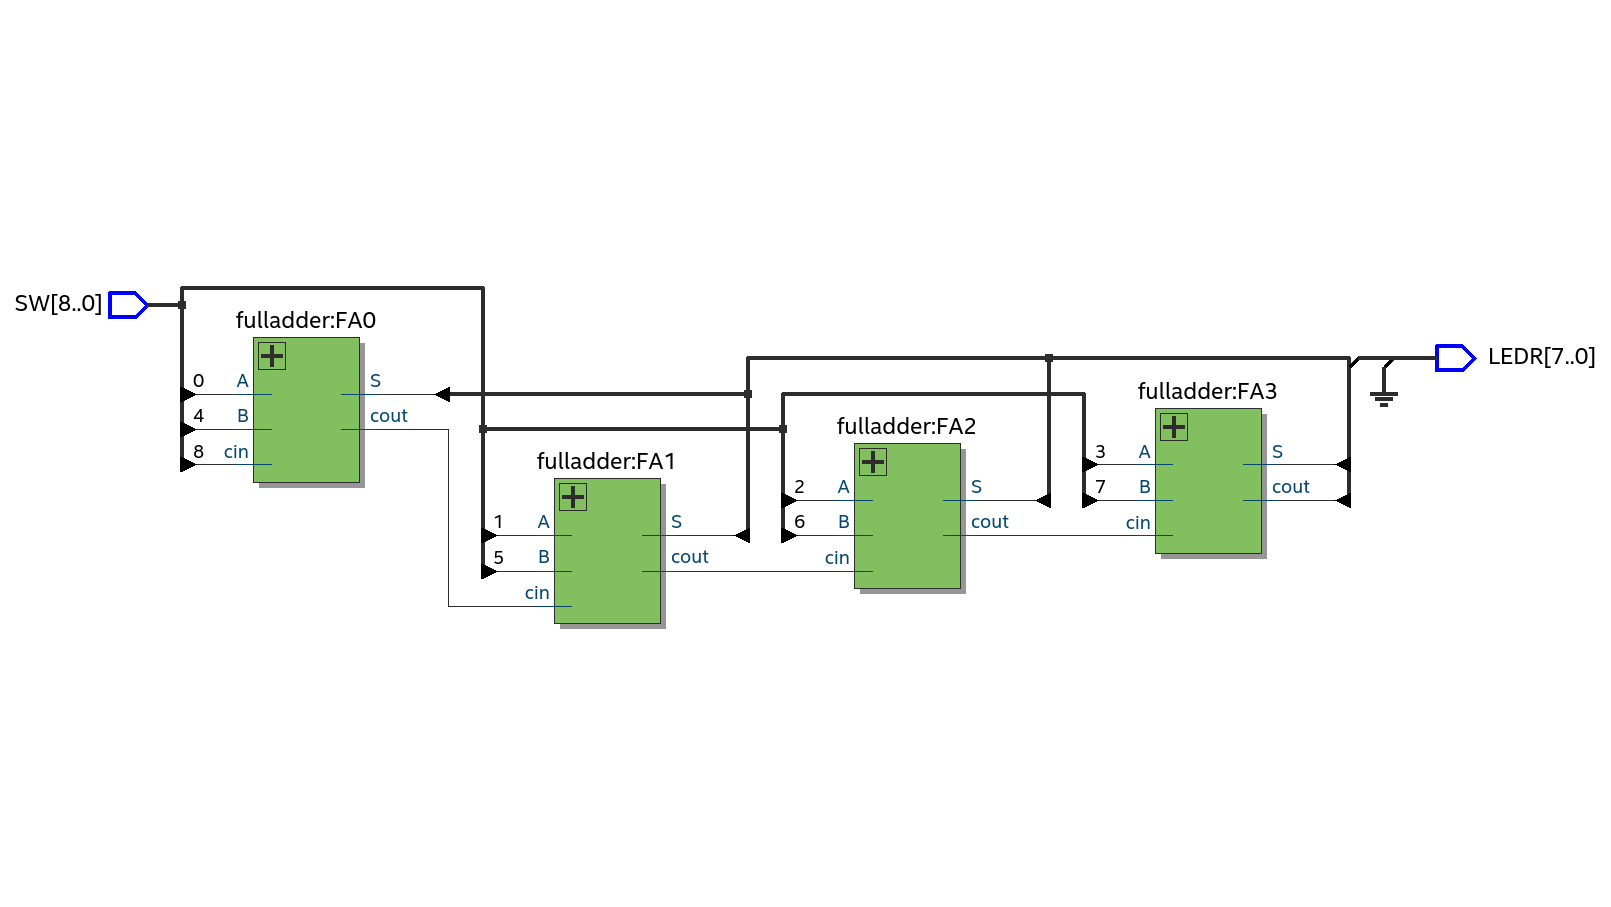 SW[8..0]
fulladder:FA0
0 A S
4 B cout
8 cin
fulladder:FA1
1 A S
5 B cout
cin
fulladder:FA2
2 A S
6 B cout
cin
fulladder:FA3
3 A S
7 B cout
cin
LEDR[7..0]